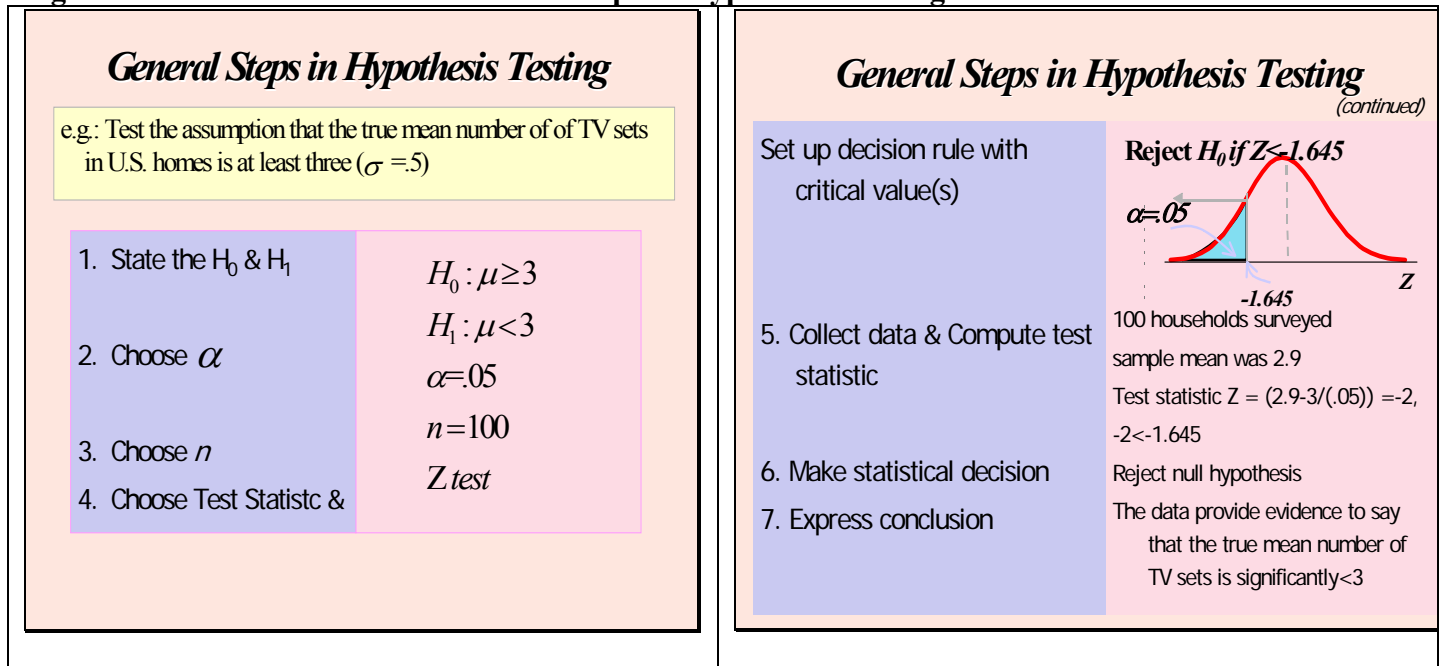 General Steps in Hypothesis Testing
e.g.: Test the assumption that the true mean number of of TV sets
in U.S. homes is at least three (σ =.5)
1. State the H₀ & H₁
2. Choose α
3. Choose n
4. Choose Test Statistc &
H₀ : μ≥3
H₁ : μ<3
α=.05
n=100
Z test
General Steps in Hypothesis Testing
(continued)
Set up decision rule with
critical value(s)
Reject H₀ if Z<-1.645
α=.05
Z
-1.645
5. Collect data & Compute test
statistic
100 households surveyed
sample mean was 2.9
Test statistic Z = (2.9-3/(.05)) =-2,
-2<-1.645
6. Make statistical decision
Reject null hypothesis
7. Express conclusion
The data provide evidence to say
that the true mean number of
TV sets is significantly<3